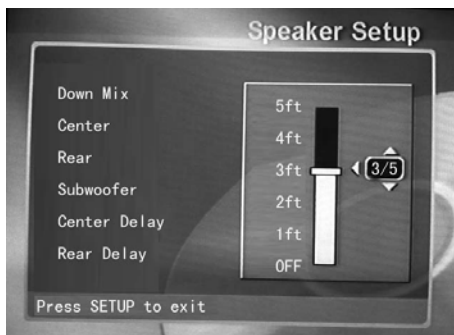 Speaker Setup
Down Mix
Center
Rear
Subwoofer
Center Delay
Rear Delay
5ft
4ft
3ft
2ft
1ft
OFF
3/5
Press SETUP to exit